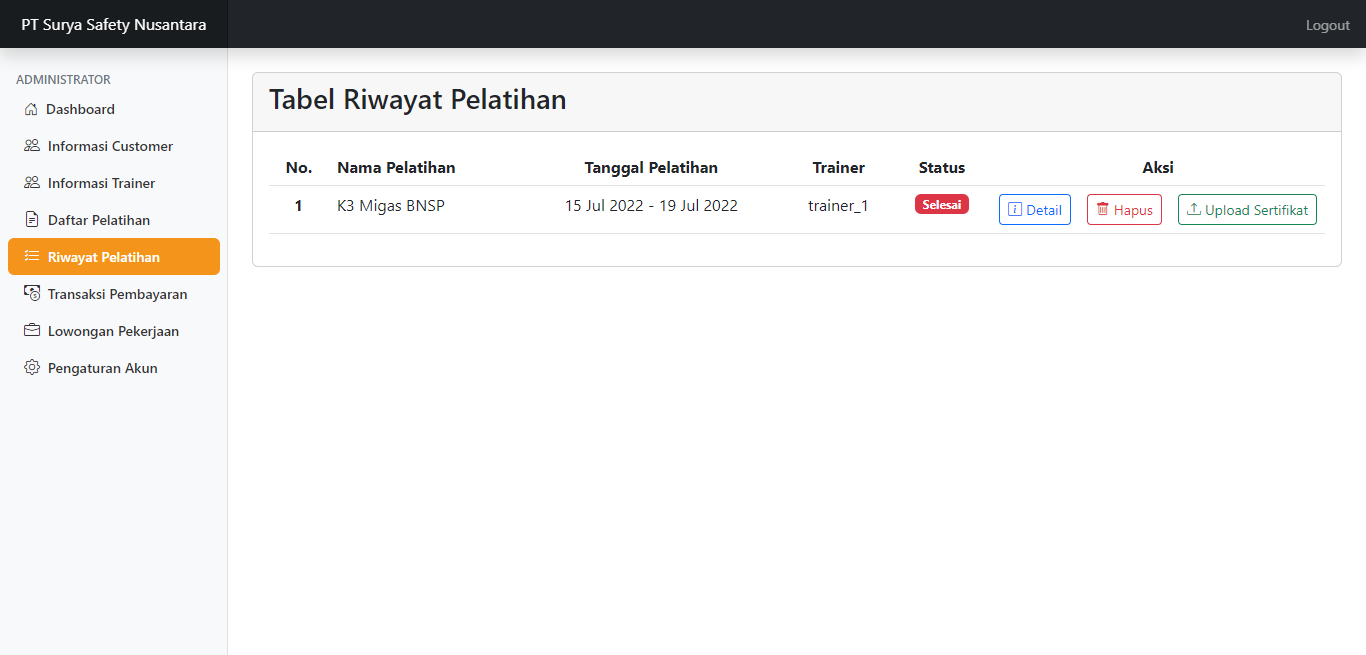 PT Surya Safety Nusantara
Logout
ADMINISTRATOR
Dashboard
Informasi Customer
Informasi Trainer
Daftar Pelatihan
Riwayat Pelatihan
Transaksi Pembayaran
Lowongan Pekerjaan
Pengaturan Akun
Tabel Riwayat Pelatihan
No. Nama Pelatihan Tanggal Pelatihan Trainer Status Aksi
1 K3 Migas BNSP 15 Jul 2022 - 19 Jul 2022 trainer_1 Selesai Detail Hapus Upload Sertifikat